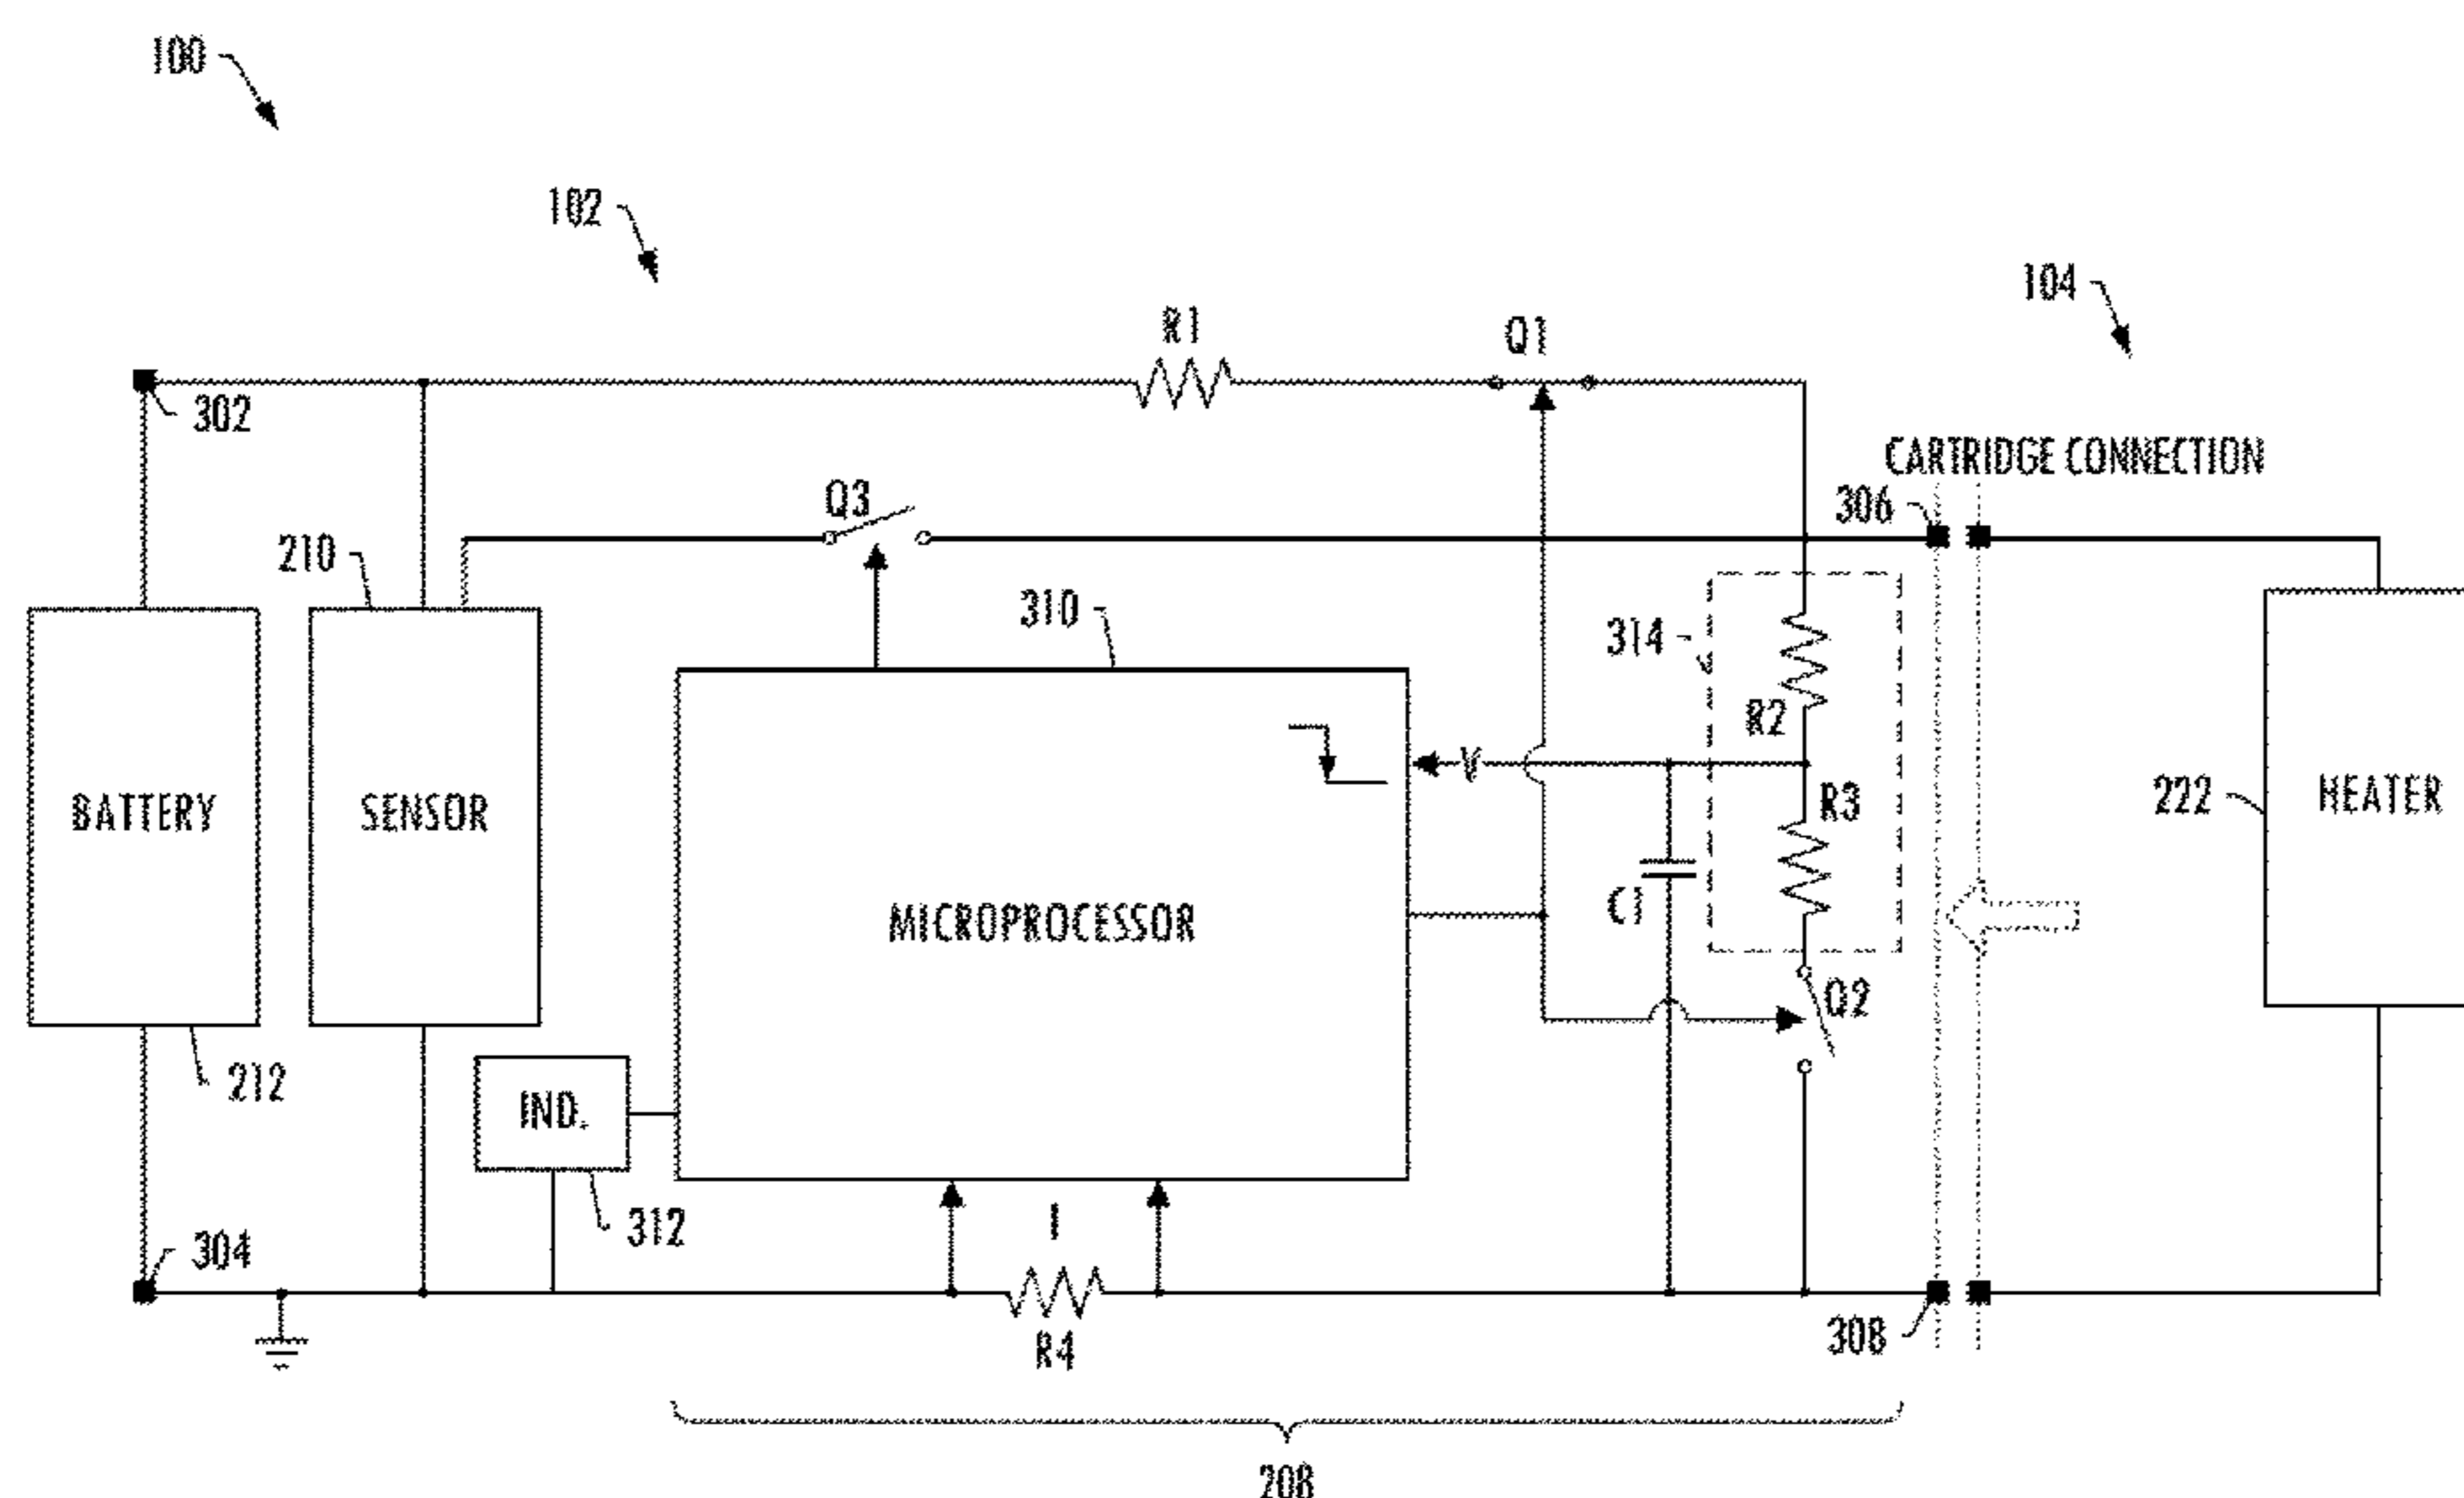 100
102
104
R1
Q1
302
CARTRIDGE CONNECTION
306
Q3
210
310
314
R2
V
R3
222
HEATER
BATTERY
SENSOR
MICROPROCESSOR
C1
Q2
212
IND.
312
I
304
R4
308
208